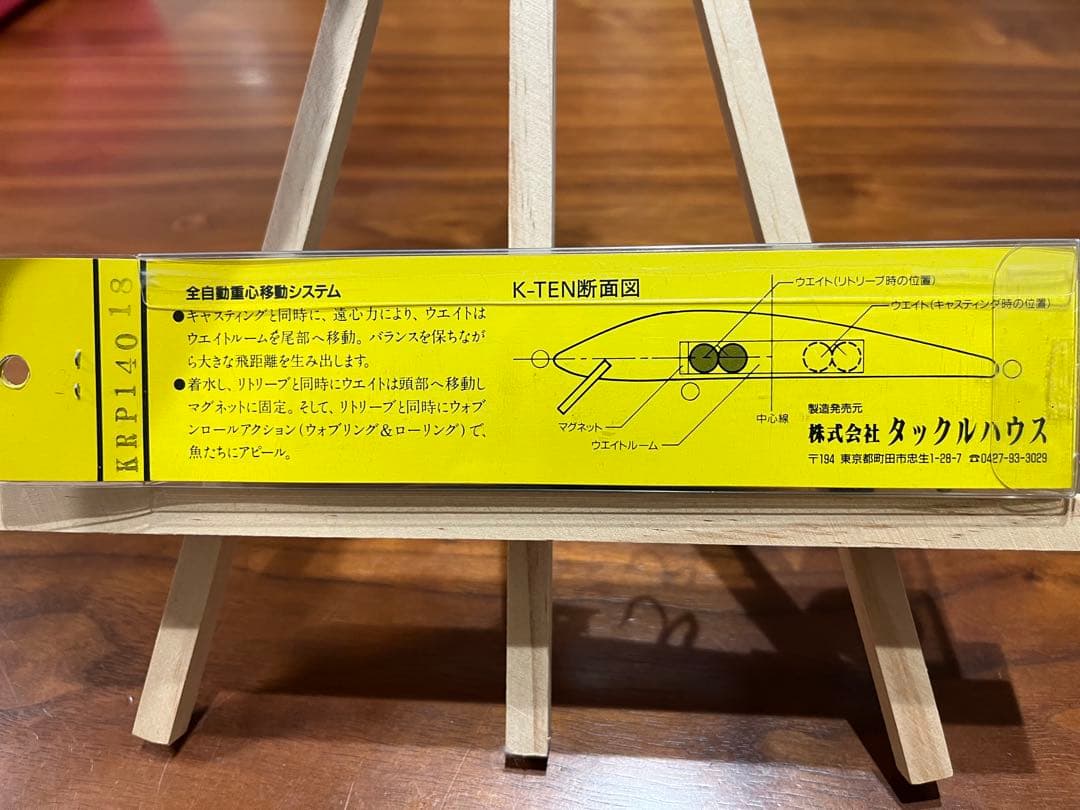 KRP140 18
全自動重心移動システム
●キャスティングと同時に、遠心力により、ウエイトは
ウエイトルームを尾部へ移動。バランスを保ちなが
ら大きな飛距離を生み出します。
●着水し、リトリーブと同時にウエイトは頭部へ移動し
マグネットに固定。そして、リトリーブと同時にウォブ
ンロールアクション(ウォブリング&ローリング)で、
魚たちにアピール。
K-TEN断面図
ウエイト(リトリーブ時の位置)
ウエイト(キャスティング時の位置)
マグネット
ウエイトルーム
中心線
製造発売元
株式会社 タックルハウス
〒194 東京都町田市忠生1-28-7 ☎0427-93-3029